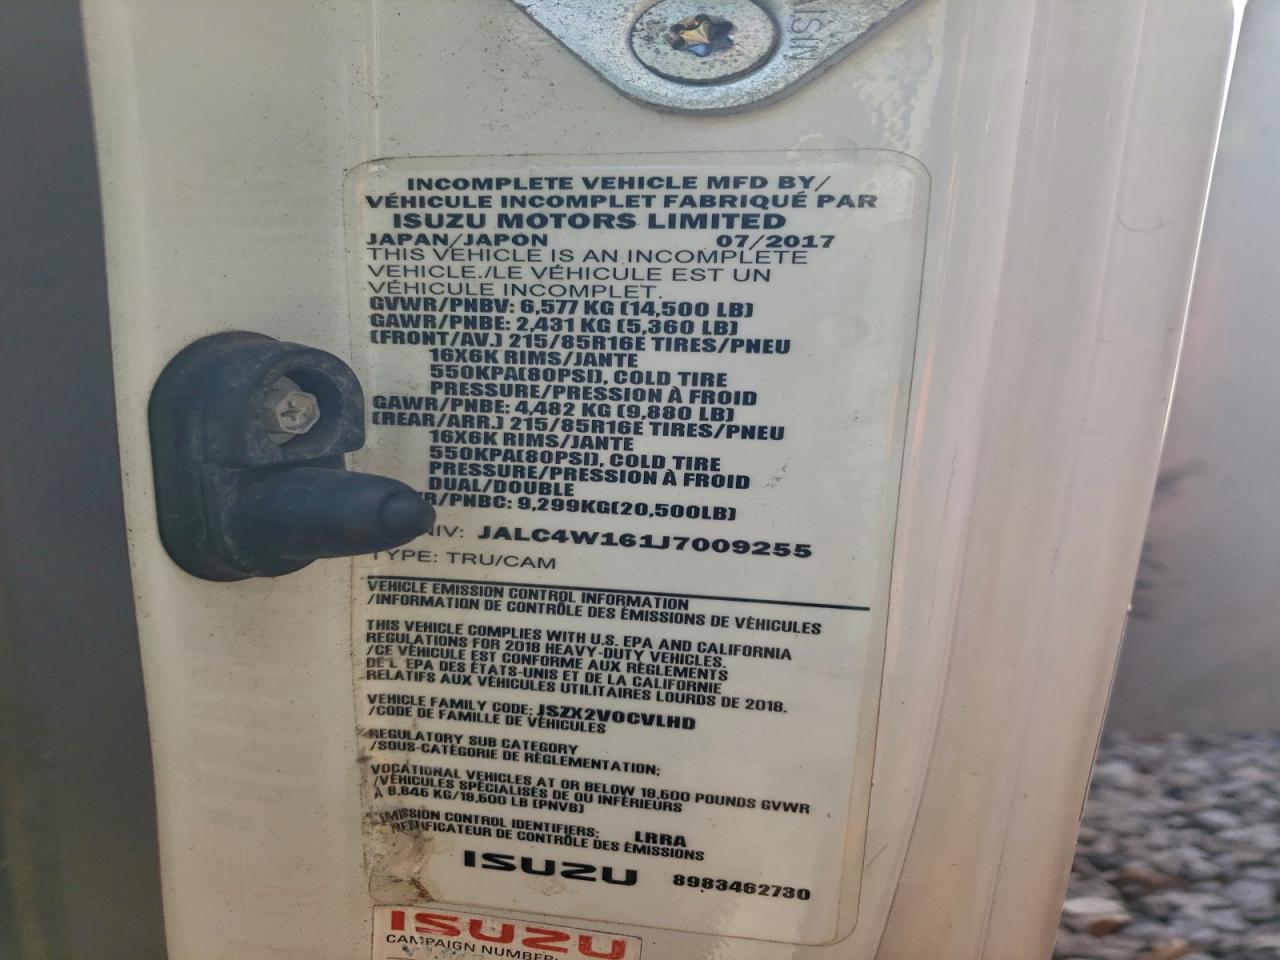 AISIN
INCOMPLETE VEHICLE MFD BY/
VÉHICULE INCOMPLET FABRIQUÉ PAR
ISUZU MOTORS LIMITED
JAPAN/JAPON 07/2017
THIS VEHICLE IS AN INCOMPLETE
VEHICLE./LE VÉHICULE EST UN
VÉHICULE INCOMPLET.
GVWR/PNBV: 6,577 KG (14,500 LB)
GAWR/PNBE: 2,431 KG (5,360 LB)
(FRONT/AV.) 215/85R16E TIRES/PNEU
16X6K RIMS/JANTE
550KPA(80PSI), COLD TIRE
PRESSURE/PRESSION À FROID
GAWR/PNBE: 4,482 KG (9,880 LB)
(REAR/ARR.) 215/85R16E TIRES/PNEU
16X6K RIMS/JANTE
550KPA(80PSI), COLD TIRE
PRESSURE/PRESSION À FROID
DUAL/DOUBLE
R/PNBC: 9,299KG(20,500LB)
NIV: JALC4W161J7009255
TYPE: TRU/CAM
VEHICLE EMISSION CONTROL INFORMATION
/INFORMATION DE CONTRÔLE DES ÉMISSIONS DE VÉHICULES
THIS VEHICLE COMPLIES WITH U.S. EPA AND CALIFORNIA
REGULATIONS FOR 2018 HEAVY-DUTY VEHICLES.
/CE VÉHICULE EST CONFORME AUX RÈGLEMENTS
DE L'EPA DES ÉTATS-UNIS ET DE LA CALIFORNIE
RELATIFS AUX VÉHICULES UTILITAIRES LOURDS DE 2018.
VEHICLE FAMILY CODE: JSZX2VOCVLHD
/CODE DE FAMILLE DE VÉHICULES
REGULATORY SUB CATEGORY
/SOUS-CATÉGORIE DE RÉGLEMENTATION:
VOCATIONAL VEHICLES AT OR BELOW 19,500 POUNDS GVWR
/VÉHICULES SPÉCIALISÉS DE OU INFÉRIEURS
À 8,845 KG/19,500 LB (PNVB)
EMISSION CONTROL IDENTIFIERS: LRRA
IDENTIFICATEUR DE CONTRÔLE DES ÉMISSIONS
ISUZU 8983462730
ISUZU
CAMPAIGN NUMBER: